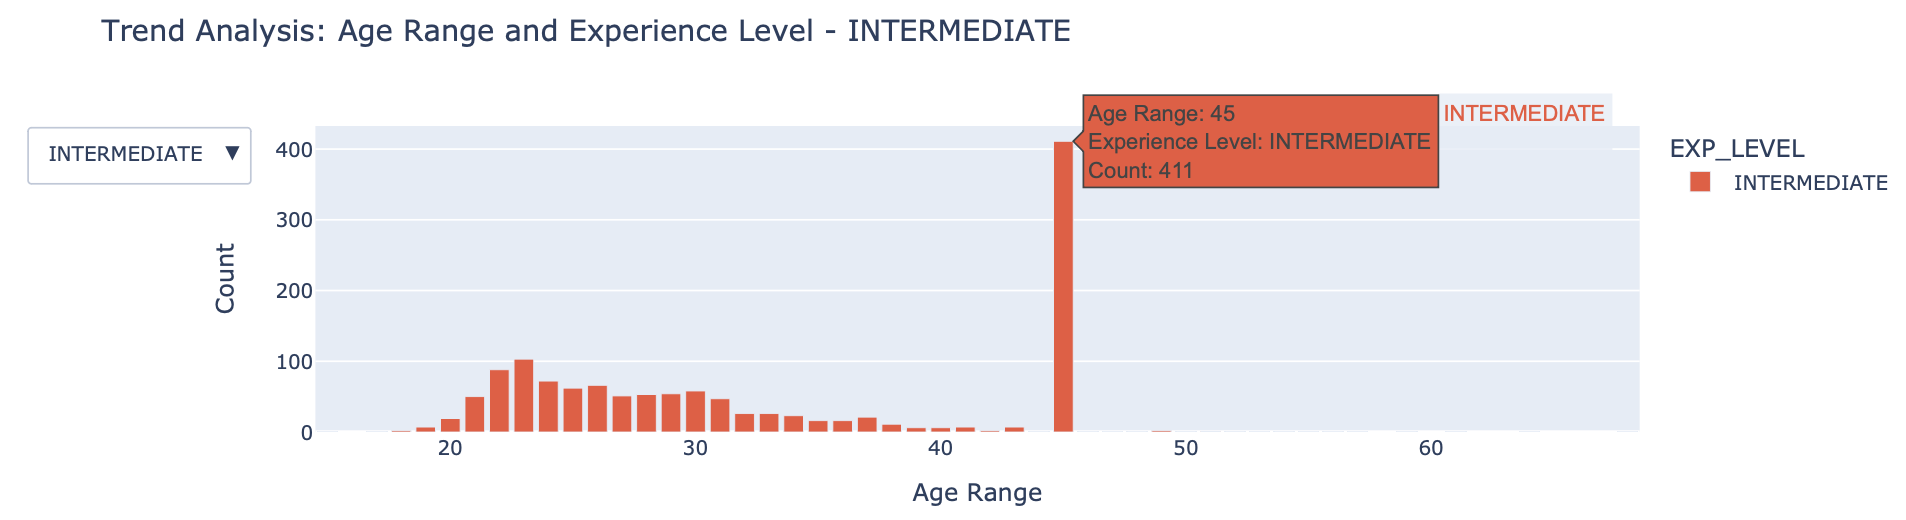 Trend Analysis: Age Range and Experience Level - INTERMEDIATE
INTERMEDIATE ▼
Age Range: 45
Experience Level: INTERMEDIATE
Count: 411
INTERMEDIATE
EXP_LEVEL
INTERMEDIATE
Count
400
300
200
100
0
20 30 40 50 60
Age Range